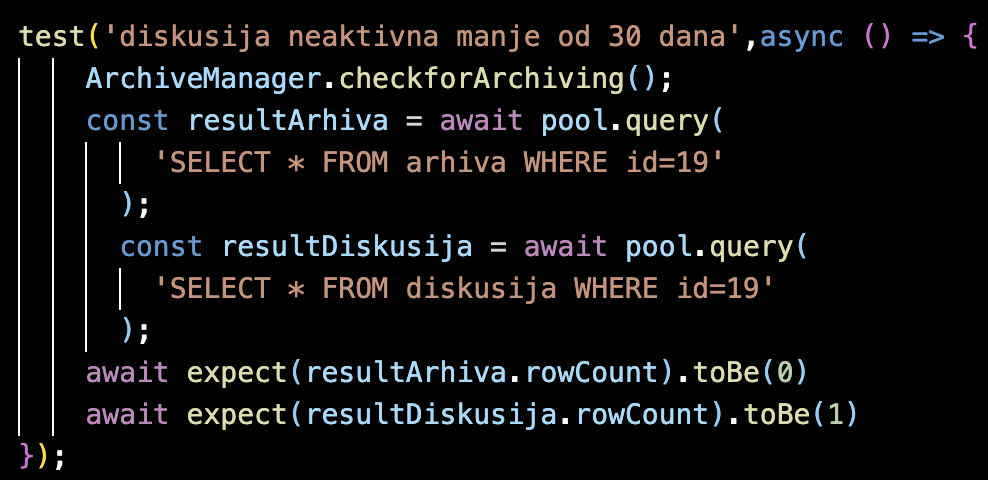 test('diskusija neaktivna manje od 30 dana',async () => {
ArchiveManager.checkforArchiving();
const resultArhiva = await pool.query(
'SELECT * FROM arhiva WHERE id=19'
);
const resultDiskusija = await pool.query(
'SELECT * FROM diskusija WHERE id=19'
);
await expect(resultArhiva.rowCount).toBe(0)
await expect(resultDiskusija.rowCount).toBe(1)
});